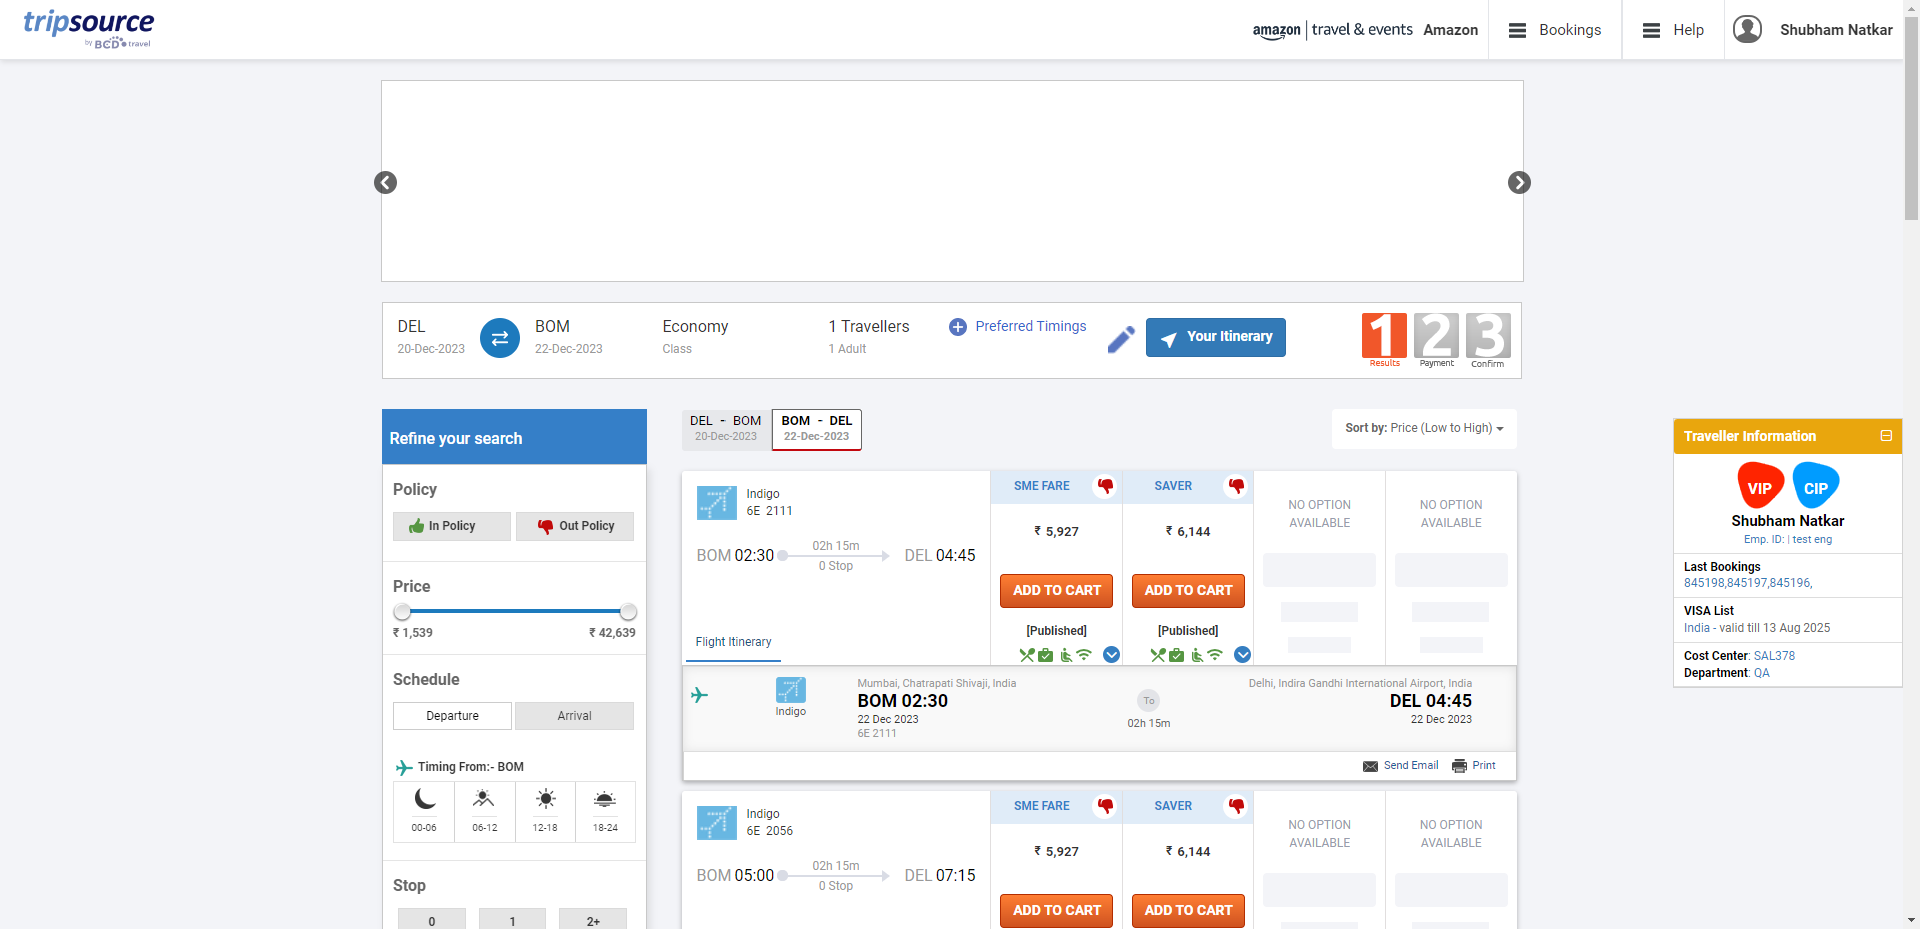 tripsource
by BCD travel
amazon travel & events Amazon
Bookings
Help
Shubham Natkar
DEL
20-Dec-2023
BOM
22-Dec-2023
Economy
Class
1 Travellers
1 Adult
Preferred Timings
Your Itinerary
1
Results
2
Payment
3
Confirm
Refine your search
Policy
In Policy
Out Policy
Price
₹ 1,539
₹ 42,639
Schedule
Departure
Arrival
Timing From:- BOM
00-06
06-12
12-18
18-24
Stop
0
1
2+
DEL - BOM
20-Dec-2023
BOM - DEL
22-Dec-2023
Sort by: Price (Low to High)
Indigo
6E 2111
BOM 02:30
02h 15m
0 Stop
DEL 04:45
Flight Itinerary
SME FARE
₹ 5,927
ADD TO CART
[Published]
SAVER
₹ 6,144
ADD TO CART
[Published]
NO OPTION
AVAILABLE
NO OPTION
AVAILABLE
Indigo
Mumbai, Chatrapati Shivaji, India
BOM 02:30
22 Dec 2023
6E 2111
To
02h 15m
Delhi, Indira Gandhi International Airport, India
DEL 04:45
22 Dec 2023
Send Email
Print
Indigo
6E 2056
BOM 05:00
02h 15m
0 Stop
DEL 07:15
SME FARE
₹ 5,927
ADD TO CART
SAVER
₹ 6,144
ADD TO CART
NO OPTION
AVAILABLE
NO OPTION
AVAILABLE
Traveller Information
VIP
CIP
Shubham Natkar
Emp. ID: | test eng
Last Bookings
845198,845197,845196,
VISA List
India - valid till 13 Aug 2025
Cost Center: SAL378
Department: QA